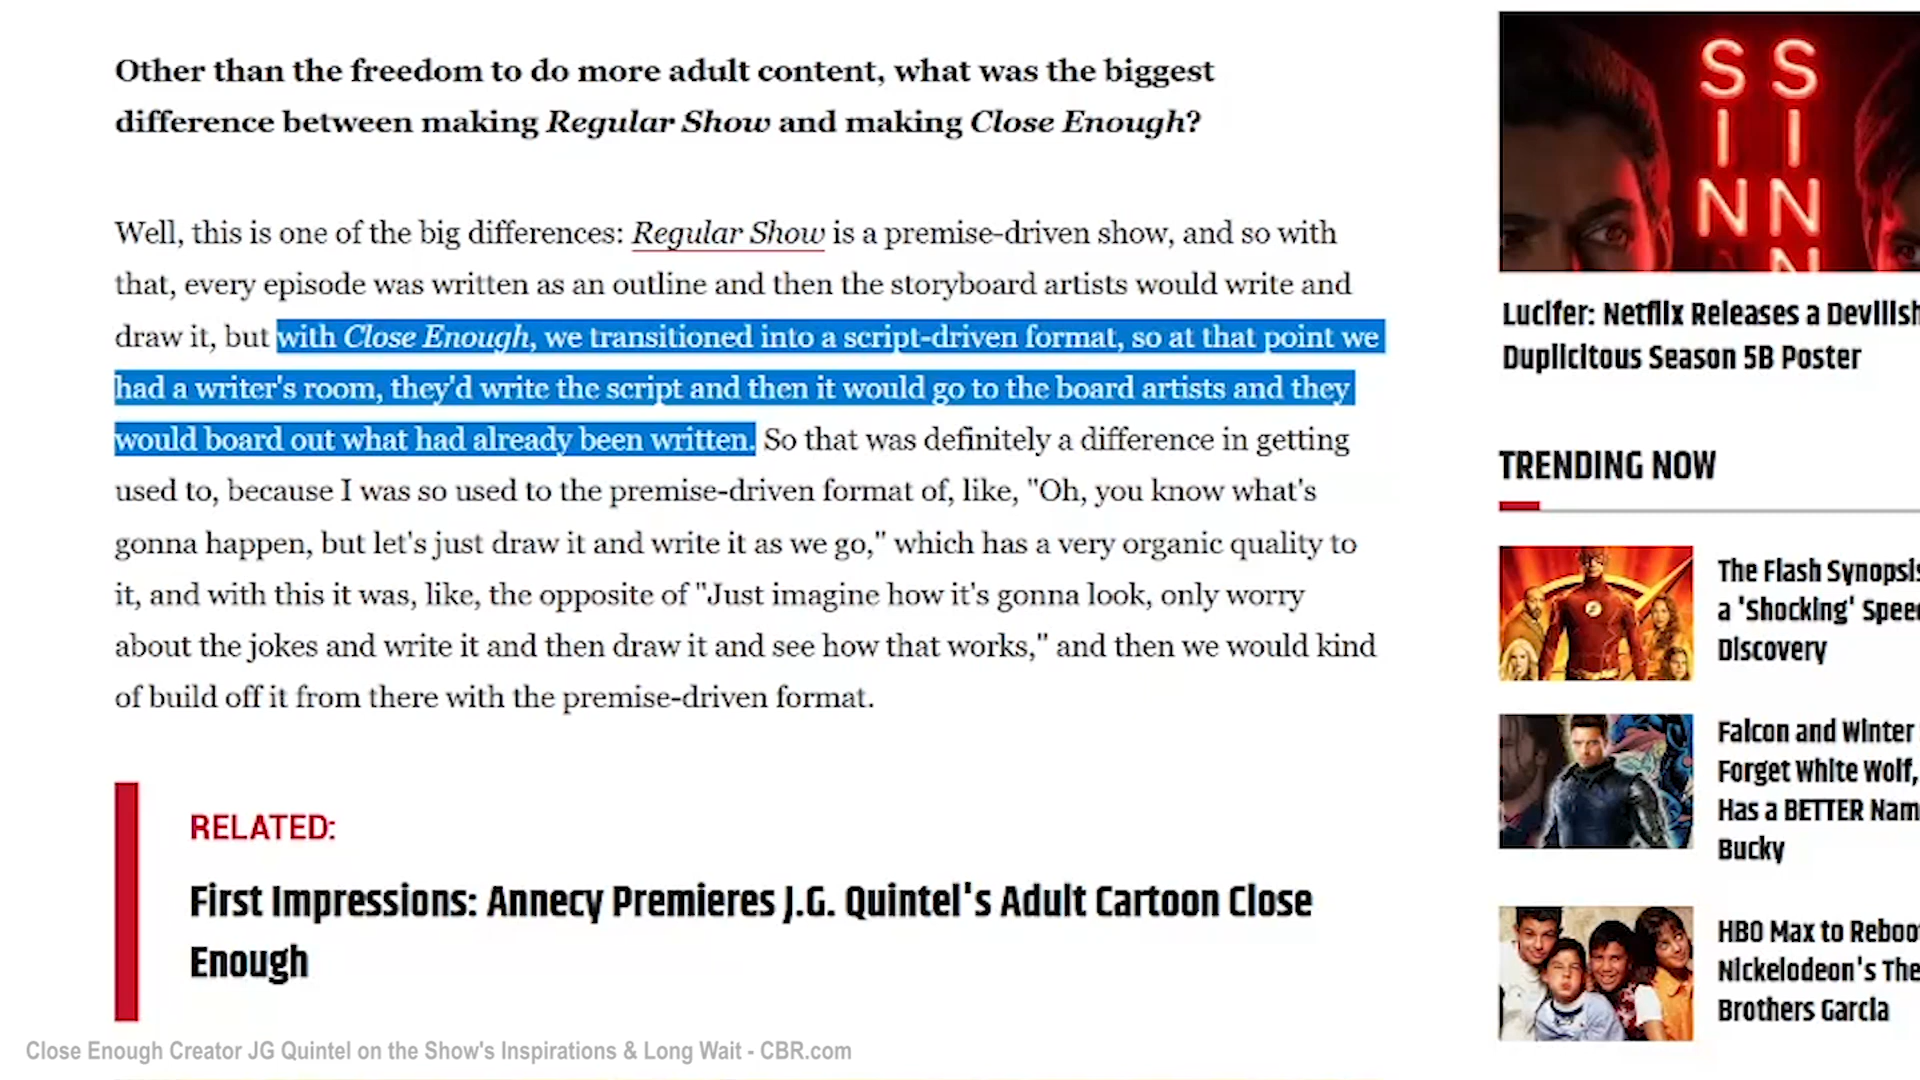 Other than the freedom to do more adult content, what was the biggest
difference between making Regular Show and making Close Enough?
Well, this is one of the big differences: Regular Show is a premise-driven show, and so with
that, every episode was written as an outline and then the storyboard artists would write and
draw it, but with Close Enough, we transitioned into a script-driven format, so at that point we
had a writer's room, they'd write the script and then it would go to the board artists and they
would board out what had already been written. So that was definitely a difference in getting
used to, because I was so used to the premise-driven format of, like, "Oh, you know what's
gonna happen, but let's just draw it and write it as we go," which has a very organic quality to
it, and with this it was, like, the opposite of "Just imagine how it's gonna look, only worry
about the jokes and write it and then draw it and see how that works," and then we would kind
of build off it from there with the premise-driven format.
RELATED:
First Impressions: Annecy Premieres J.G. Quintel's Adult Cartoon Close
Enough
Close Enough Creator JG Quintel on the Show's Inspirations & Long Wait - CBR.com
S S
I I
N N
N
Lucifer: Netflix Releases a Devilish
Duplicitous Season 5B Poster
TRENDING NOW
The Flash Synopsis
a 'Shocking' Speed
Discovery
Falcon and Winter
Forget White Wolf,
Has a BETTER Nam
Bucky
HBO Max to Reboo
Nickelodeon's The
Brothers Garcia